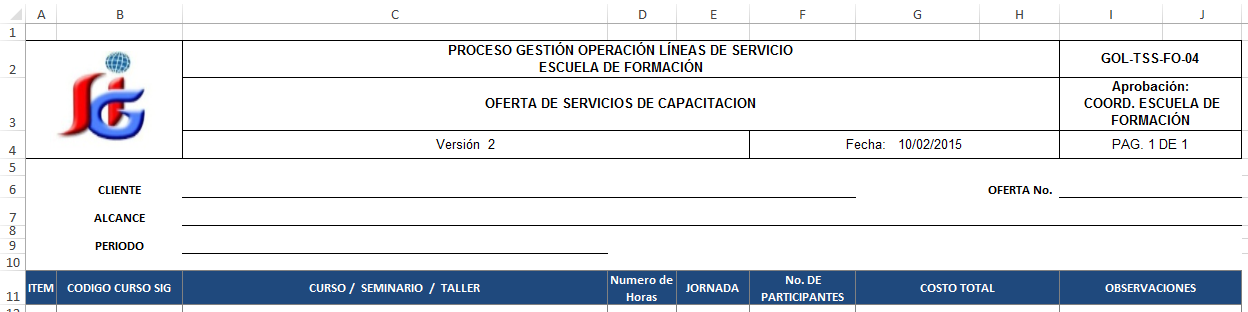 A B C D E F G H I J
1
2
3
4
5
6
7
8
9
10
11
SIG
PROCESO GESTIÓN OPERACIÓN LÍNEAS DE SERVICIO
ESCUELA DE FORMACIÓN
GOL-TSS-FO-04
OFERTA DE SERVICIOS DE CAPACITACION
Aprobación:
COORD. ESCUELA DE
FORMACIÓN
Versión 2
Fecha: 10/02/2015
PAG. 1 DE 1
CLIENTE
OFERTA No.
ALCANCE
PERIODO
ITEM
CODIGO CURSO SIG
CURSO / SEMINARIO / TALLER
Numero de
Horas
JORNADA
No. DE
PARTICIPANTES
COSTO TOTAL
OBSERVACIONES